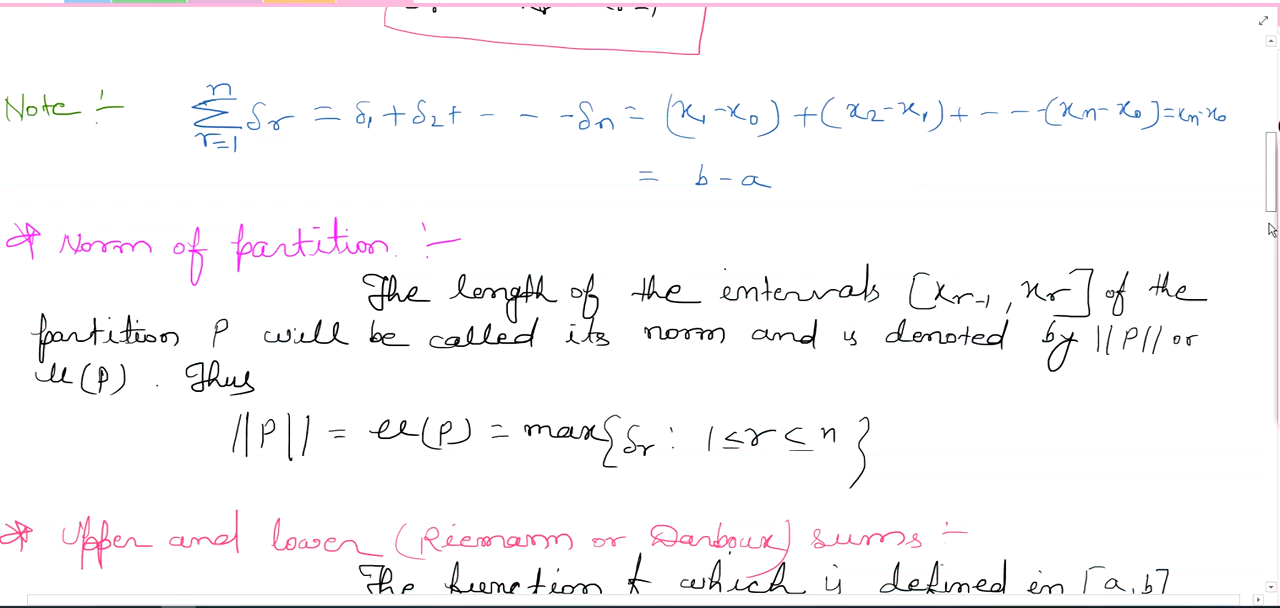 Note :- n∑r=1 δr = δ1 + δ2 + - - - δn = (x1 - x0) + (x2 - x1) + - - - (xn - x0) = xn - x0
= b - a
* Norm of partition :-
The length of the intervals [xr-1, xr] of the
partition P will be called its norm and is denoted by ||P|| or
μ(P). Thus
||P|| = μ(P) = max{δr : 1 ≤ r ≤ n}
* Upper and lower (Riemann or Darboux) sums :-
The function f which is defined in [a, b]